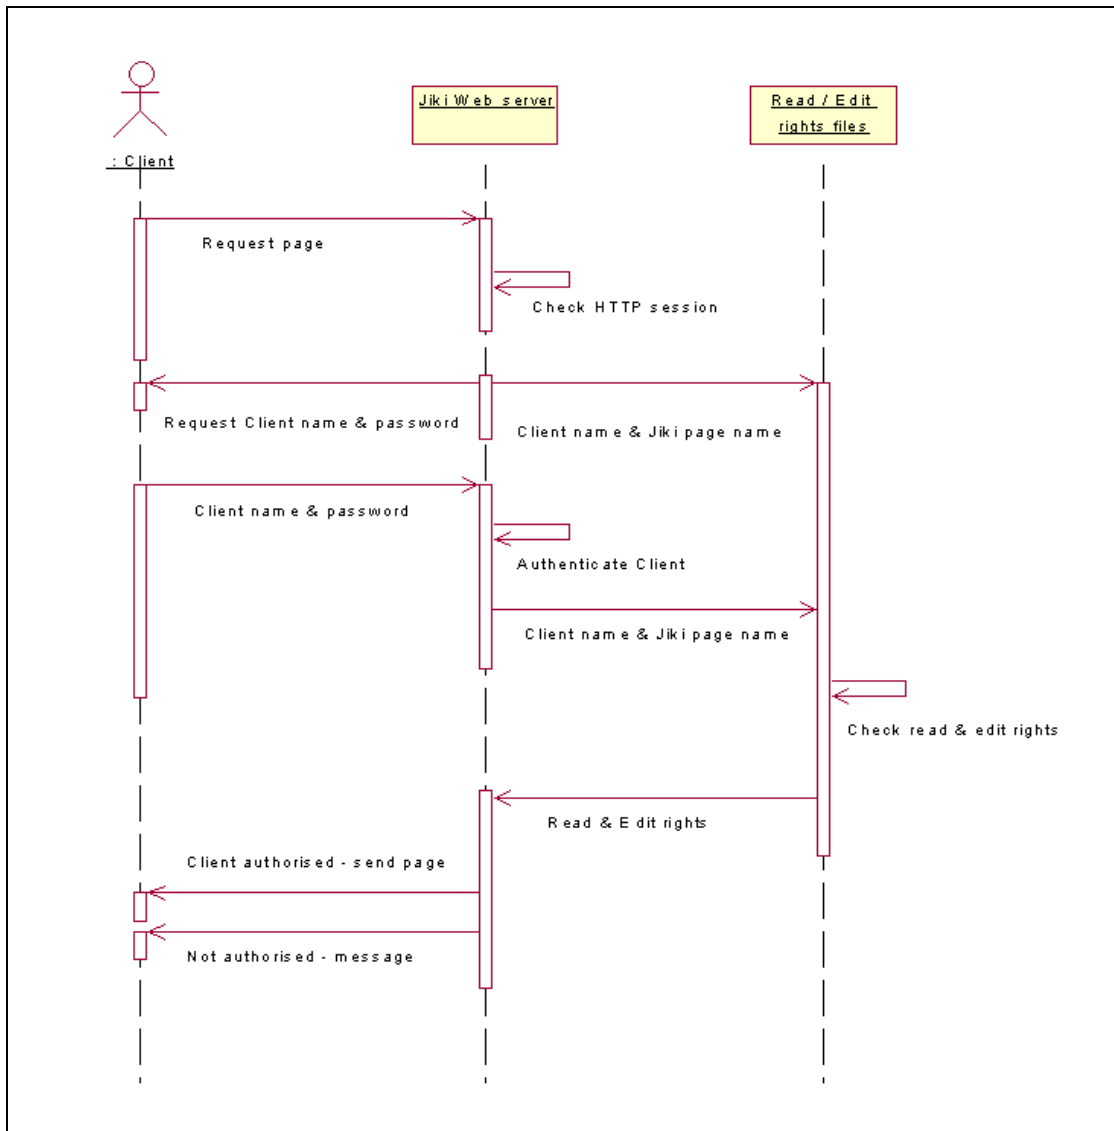 : Client
Jiki Web server
Read / Edit
rights files
Request page
Check HTTP session
Request Client name & password
Client name & Jiki page name
Client name & password
Authenticate Client
Client name & Jiki page name
Check read & edit rights
Read & Edit rights
Client authorised - send page
Not authorised - message